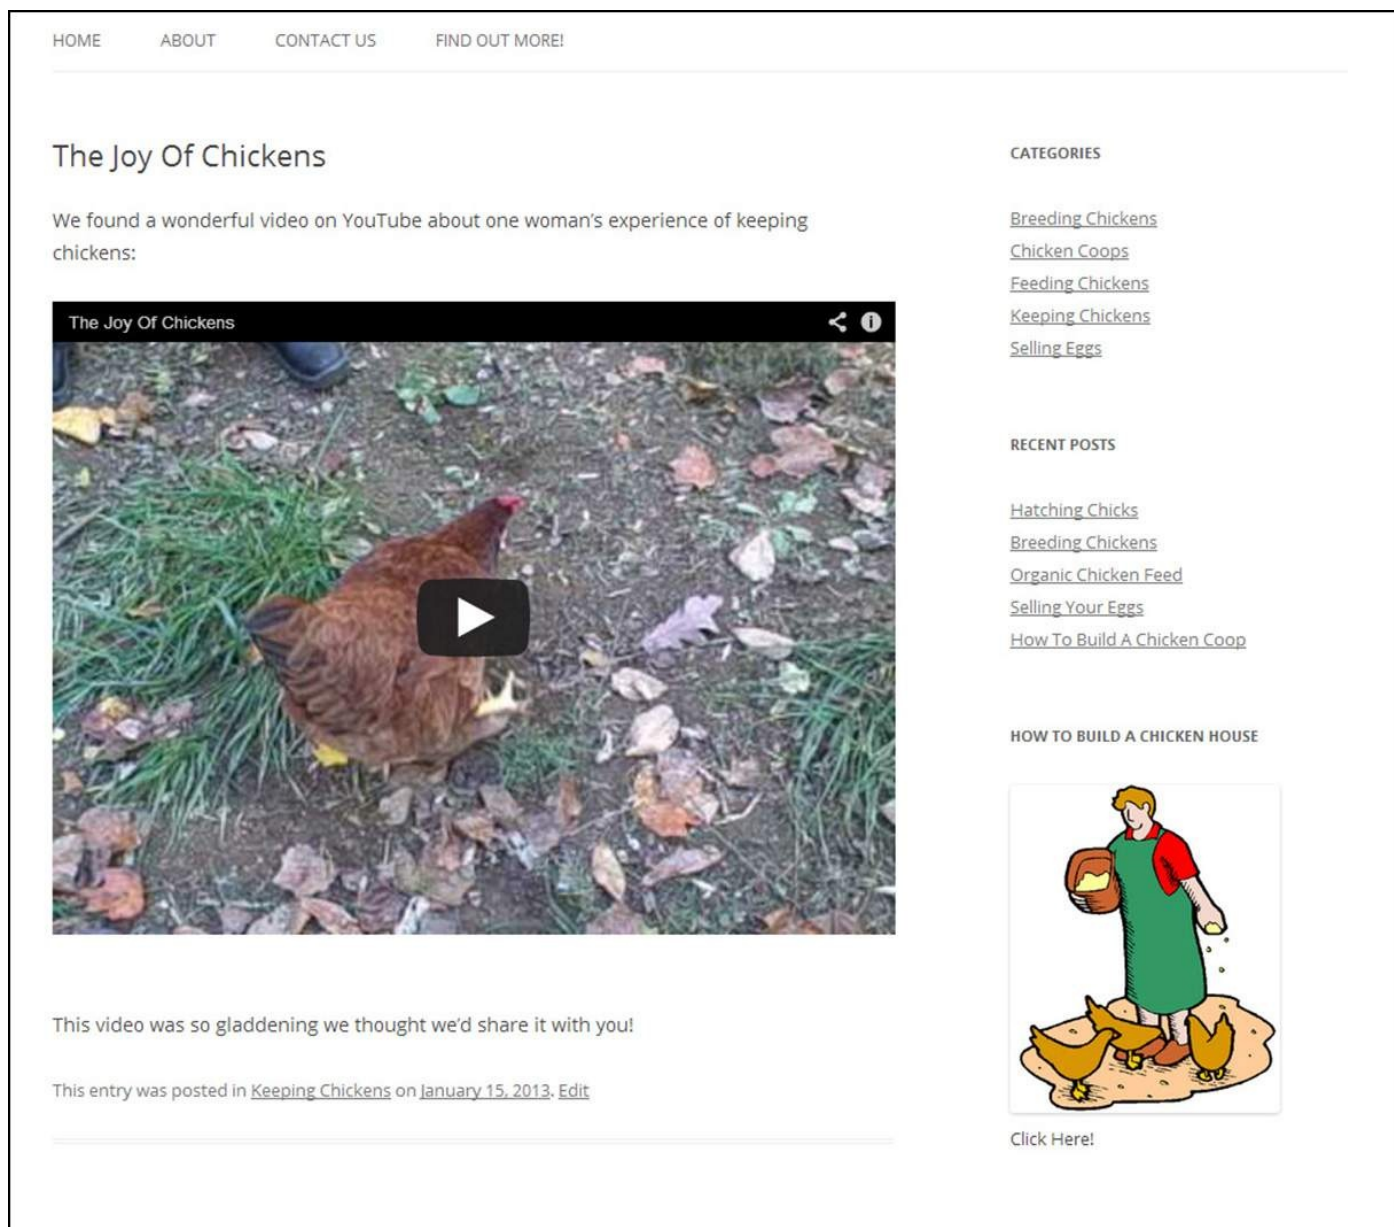 HOME ABOUT CONTACT US FIND OUT MORE!
The Joy Of Chickens
We found a wonderful video on YouTube about one woman's experience of keeping
chickens:
The Joy Of Chickens
This video was so gladdening we thought we'd share it with you!
This entry was posted in Keeping Chickens on January 15, 2013. Edit
CATEGORIES
Breeding Chickens
Chicken Coops
Feeding Chickens
Keeping Chickens
Selling Eggs
RECENT POSTS
Hatching Chicks
Breeding Chickens
Organic Chicken Feed
Selling Your Eggs
How To Build A Chicken Coop
HOW TO BUILD A CHICKEN HOUSE
Click Here!